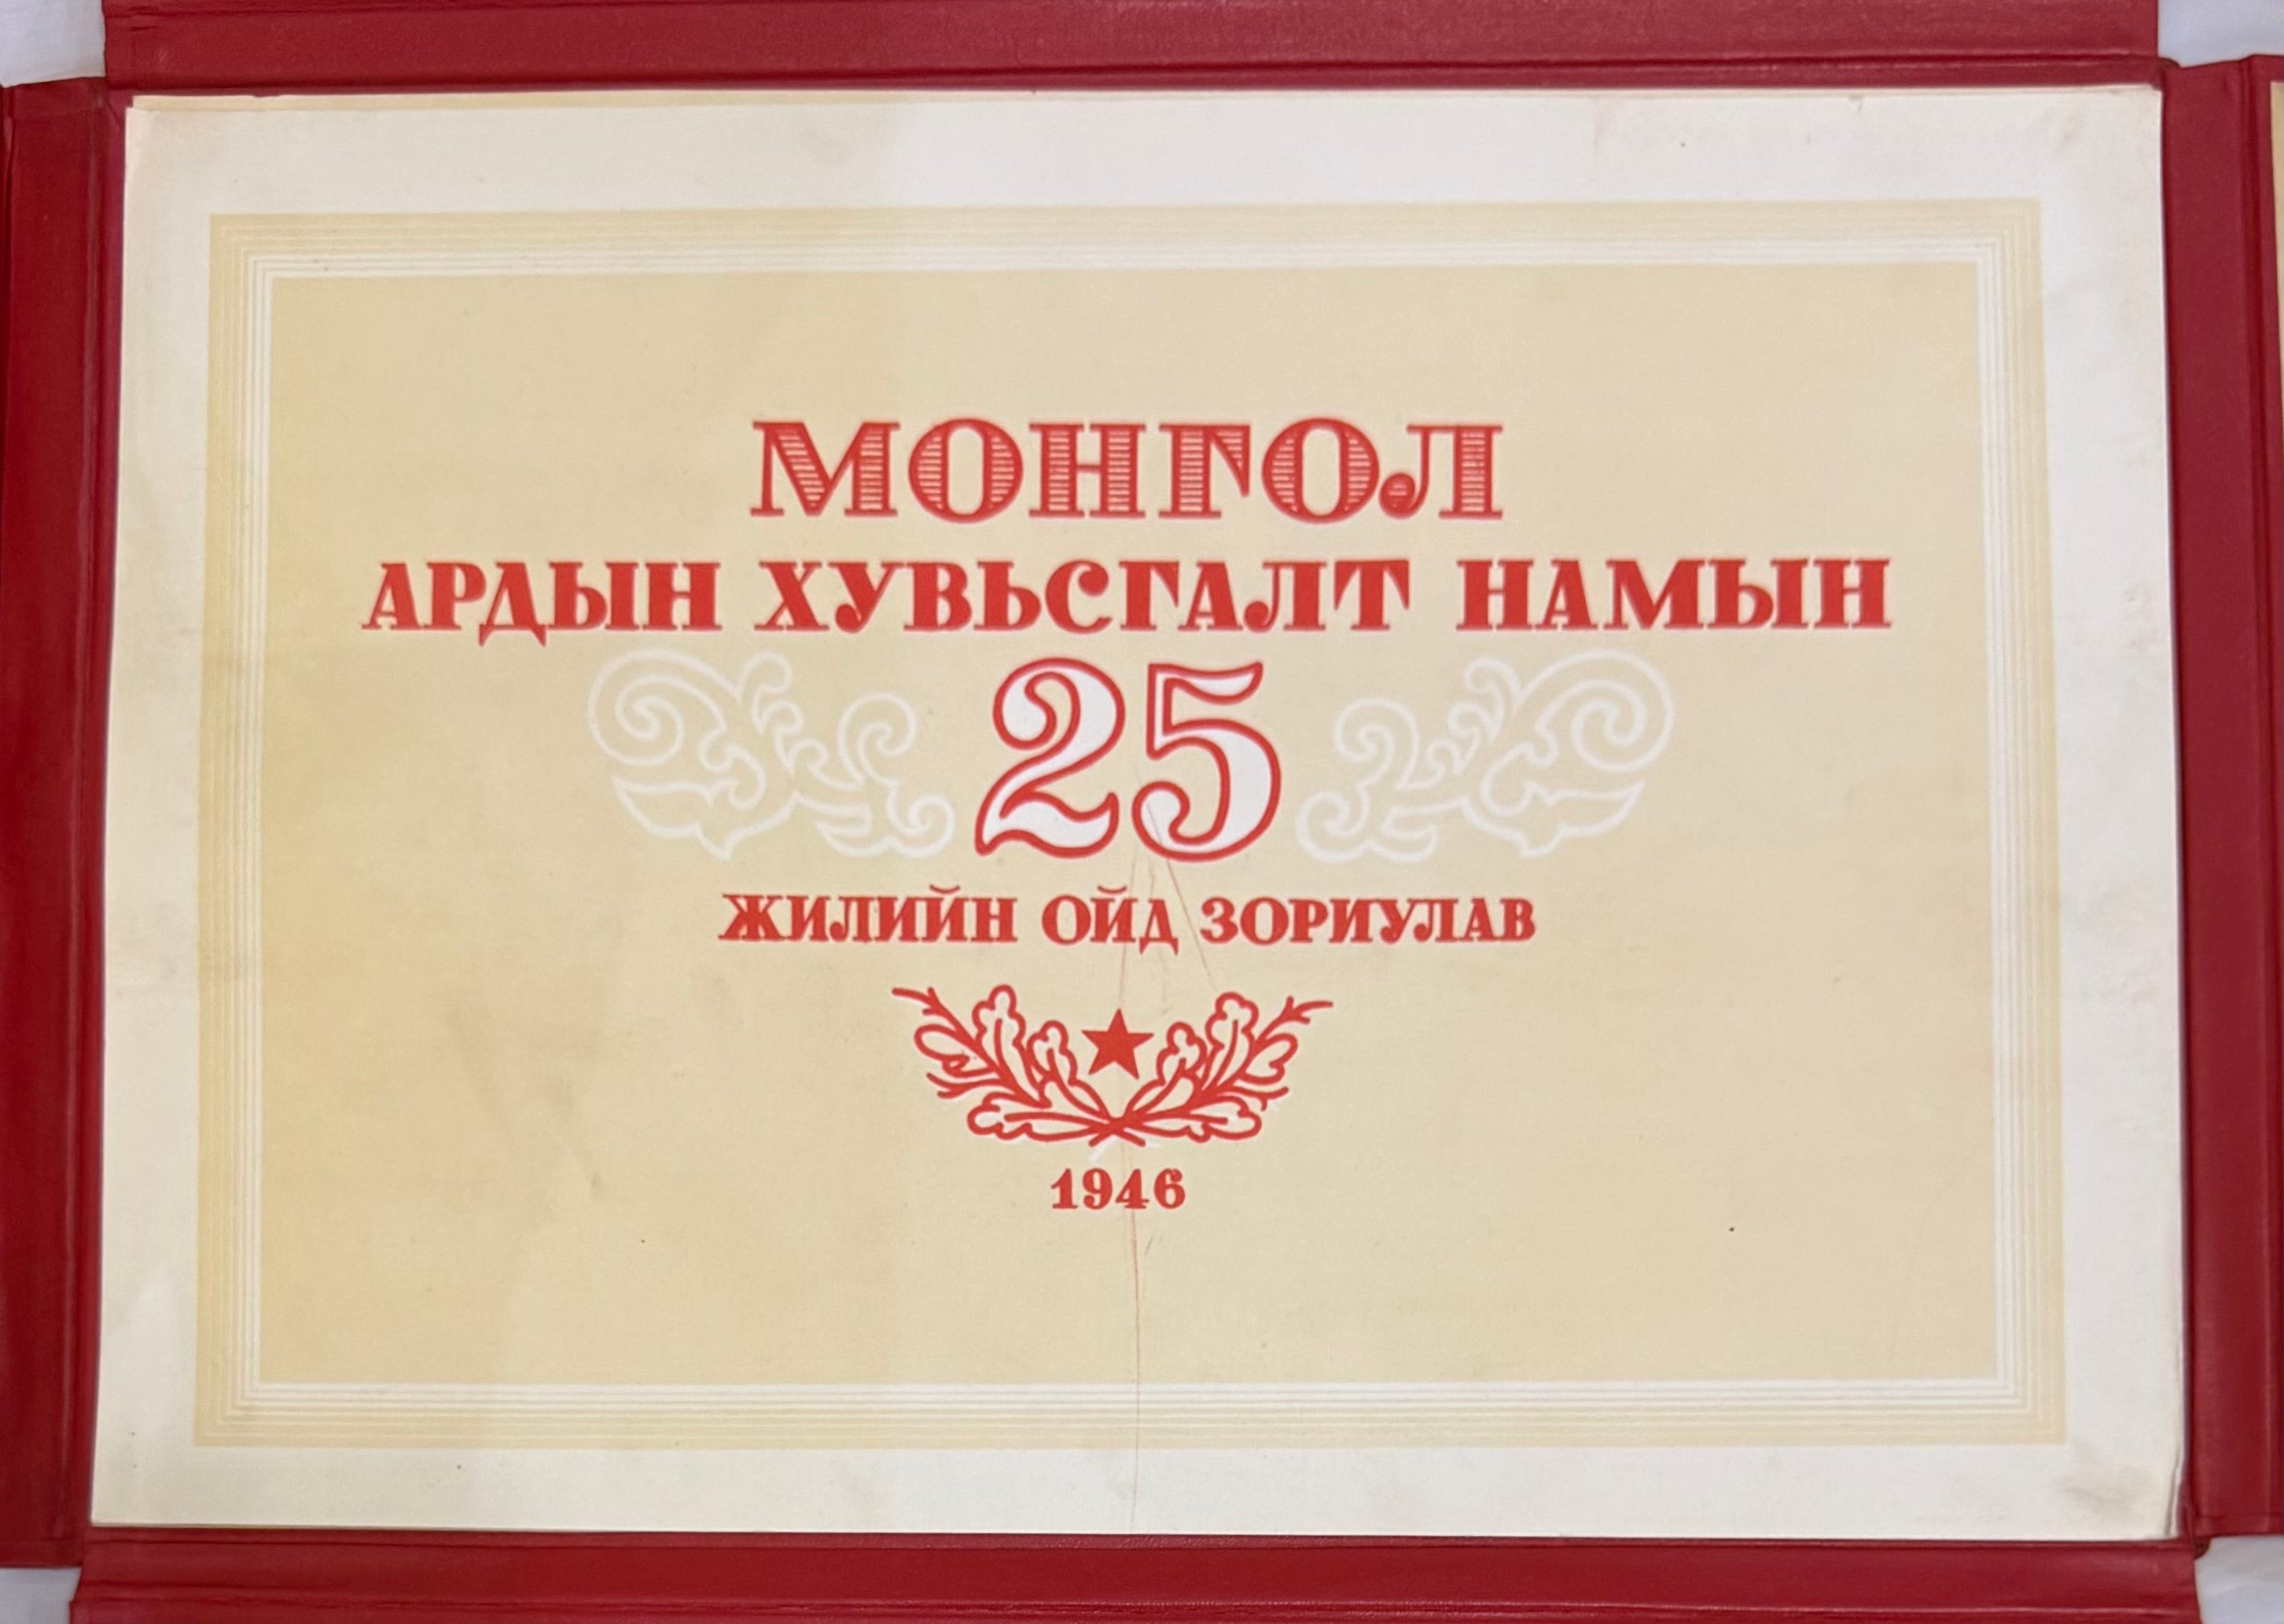 МОНГОЛ
АРДЫН ХУВЬСГАЛТ НАМЫН
25
ЖИЛИЙН ОЙД ЗОРИУЛАВ
1946